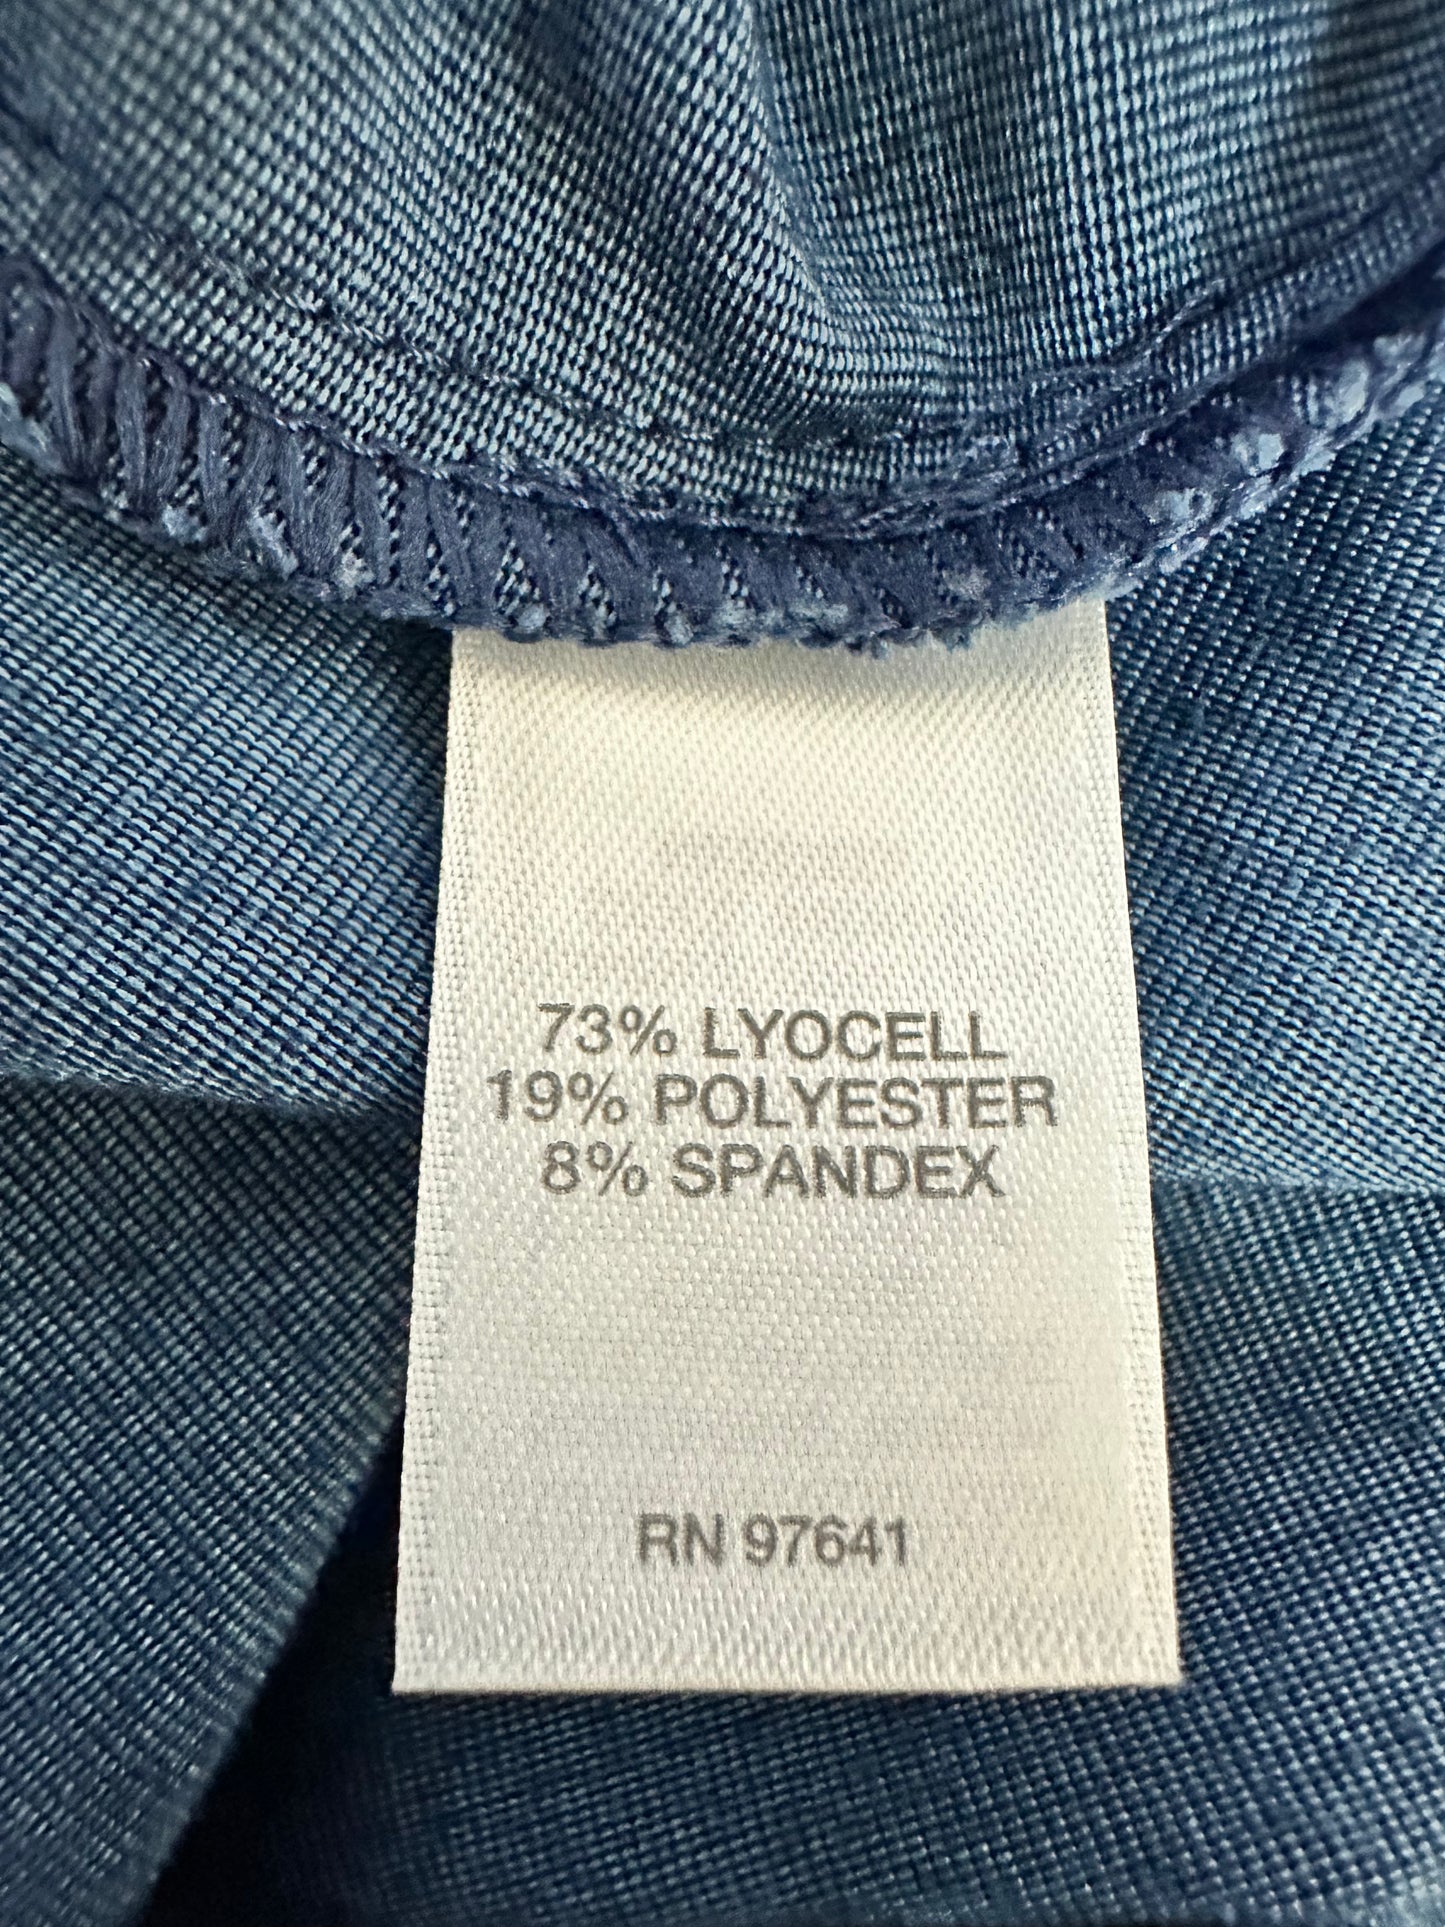 73% LYOCELL
19% POLYESTER
8% SPANDEX
RN 97641